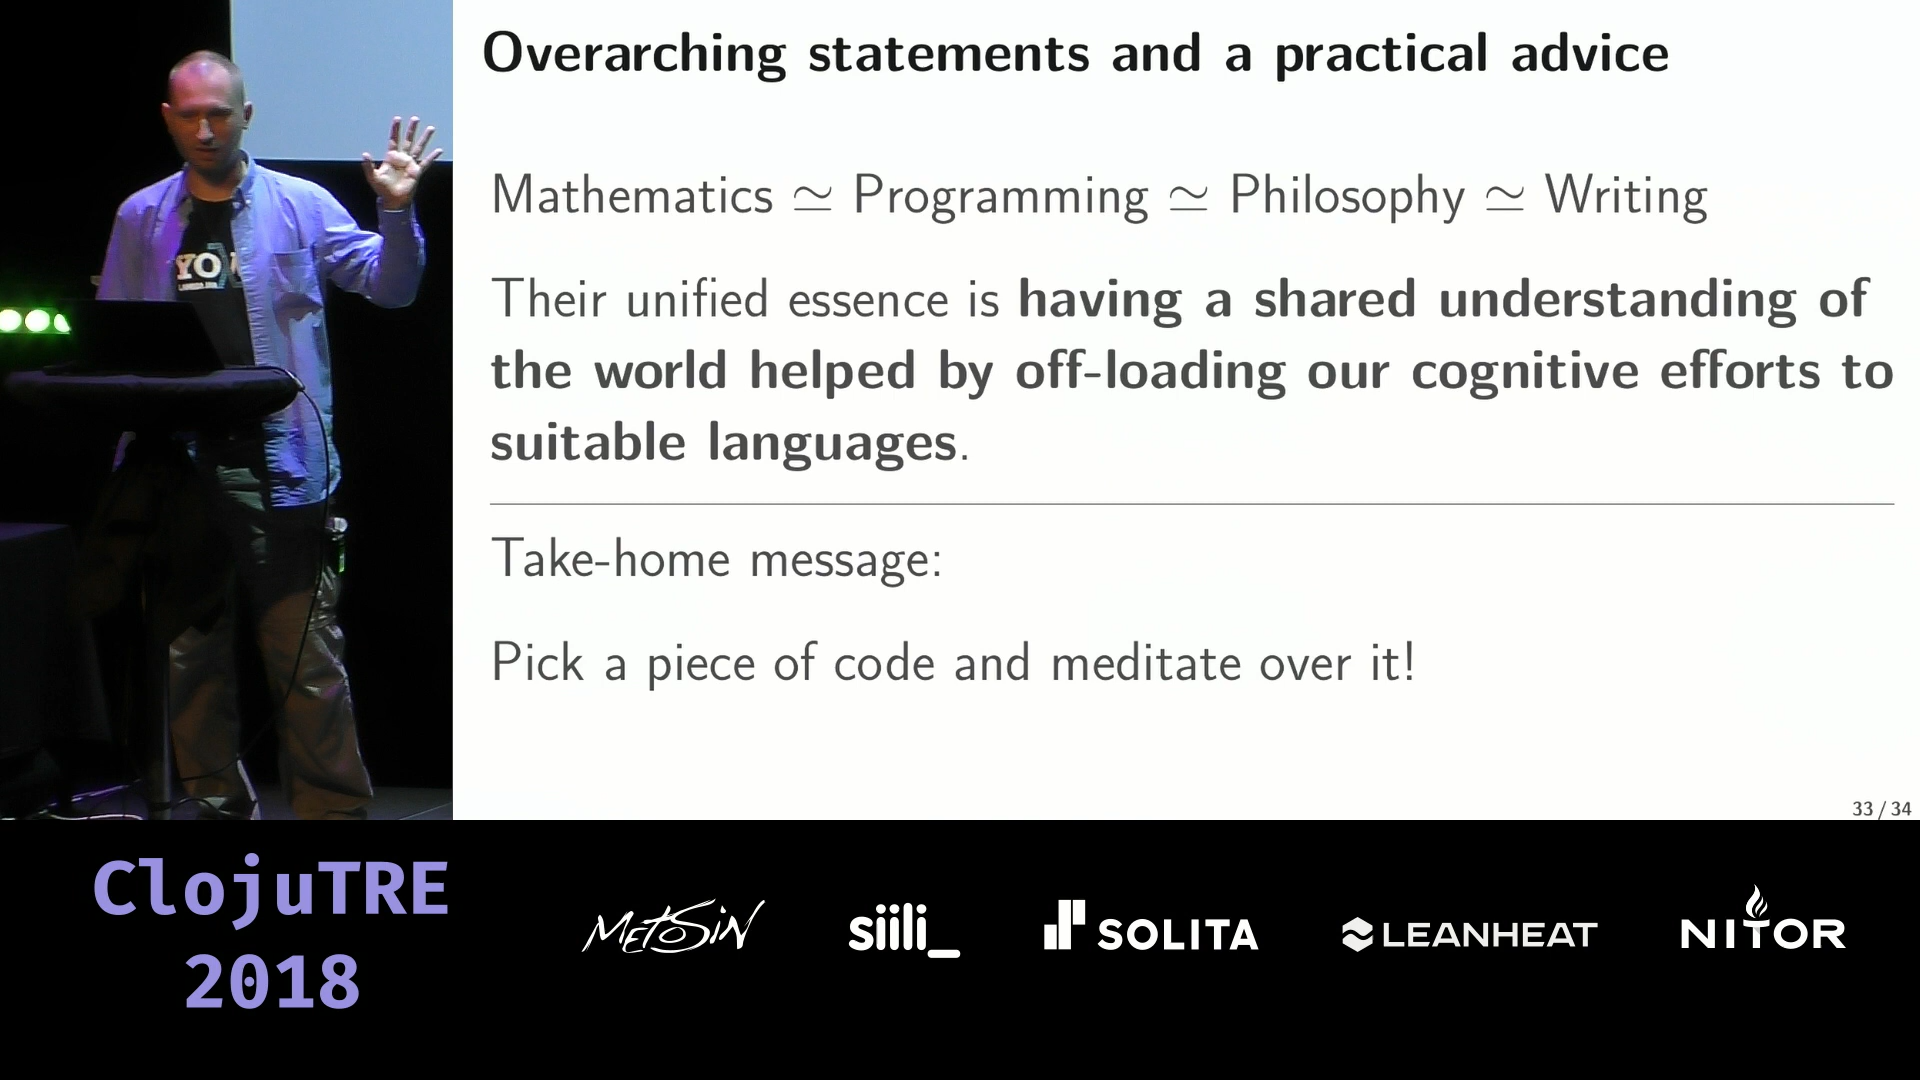 Overarching statements and a practical advice
Mathematics ≃ Programming ≃ Philosophy ≃ Writing
Their unified essence is having a shared understanding of
the world helped by off-loading our cognitive efforts to
suitable languages.
Take-home message:
Pick a piece of code and meditate over it!
33 / 34
YO
ClojuTRE
2018
METOSIN
siili_
SOLITA
LEANHEAT
NITOR